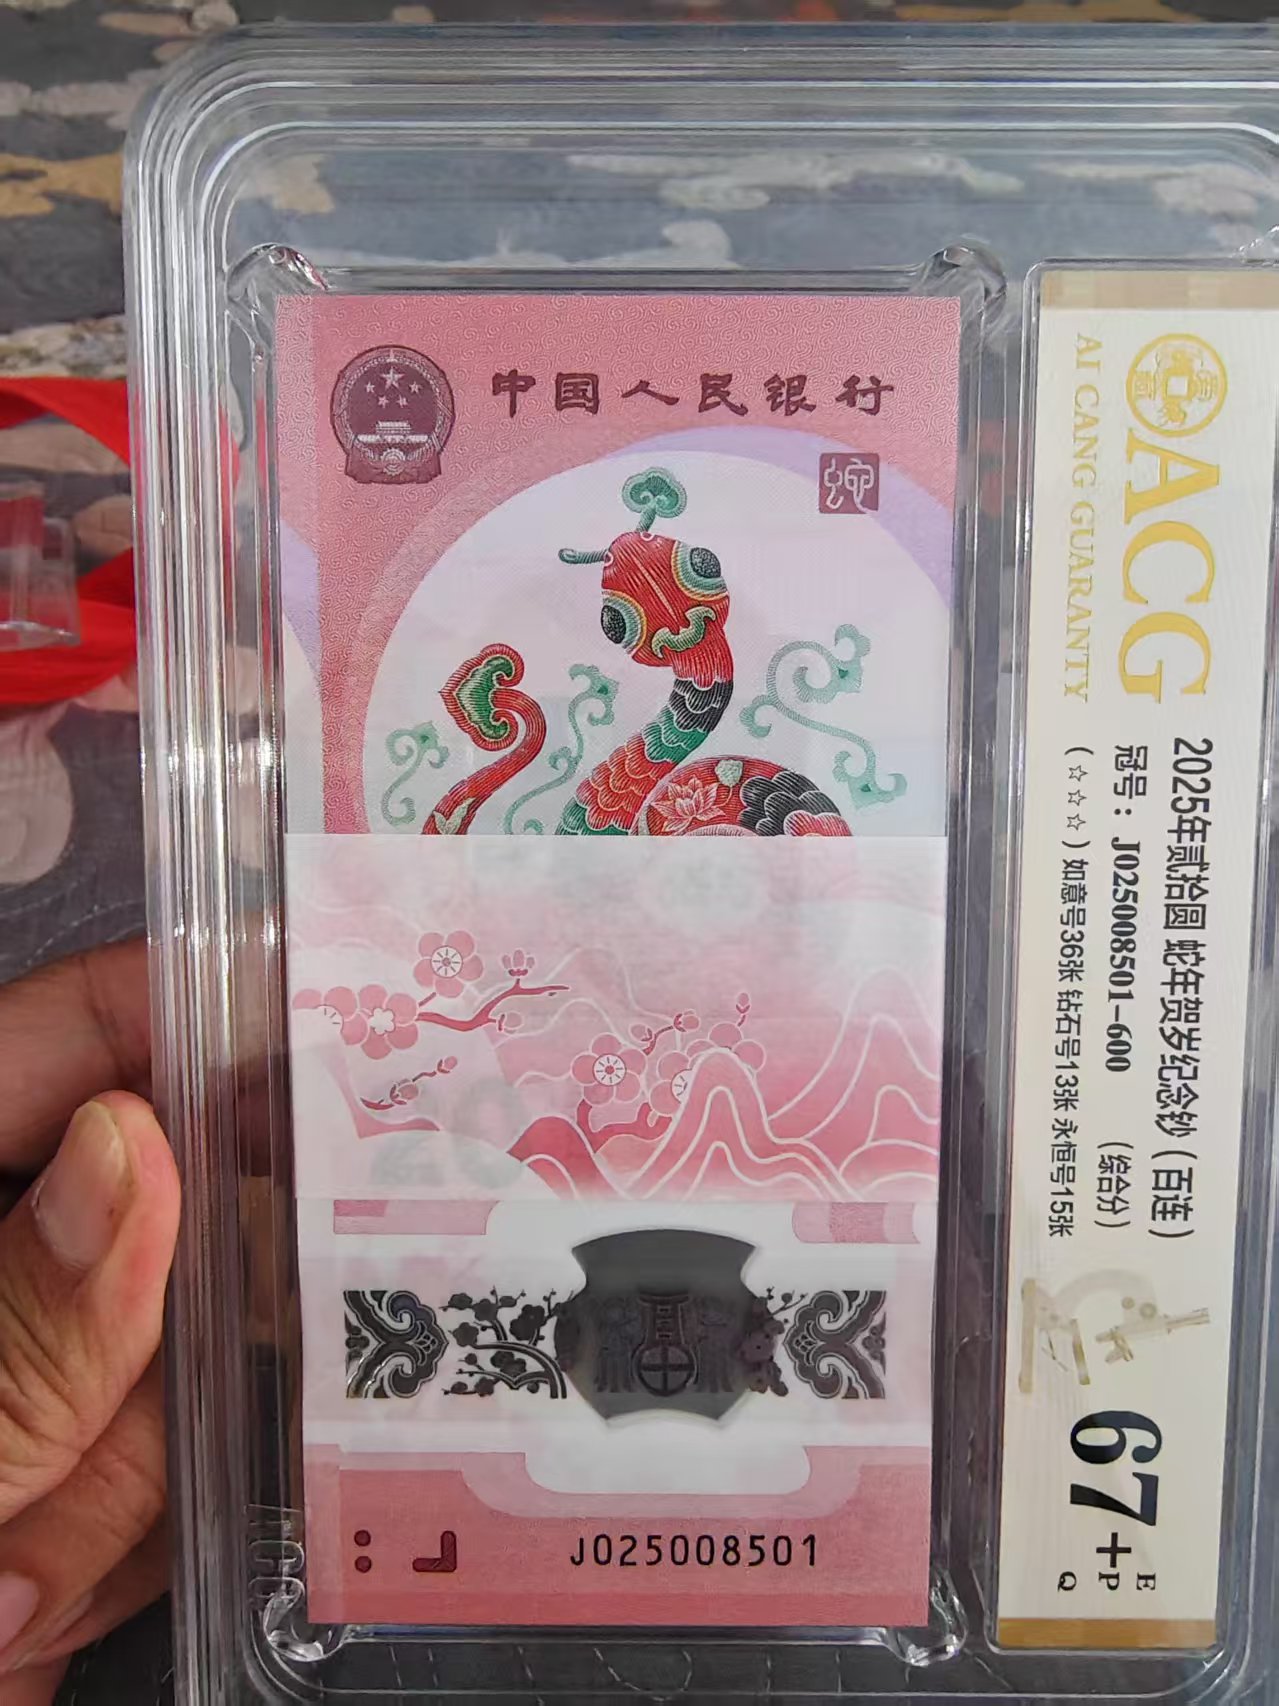 中国人民银行
蛇
J025008501
ACG
AI CANG GUARANTY
2025年贰拾圆 蛇年贺岁纪念钞（百连）
冠号：J025008501-600 （综合分）
（☆☆☆）如意号36张 钻石号13张 永恒号15张
67+
E
P
Q
ACG